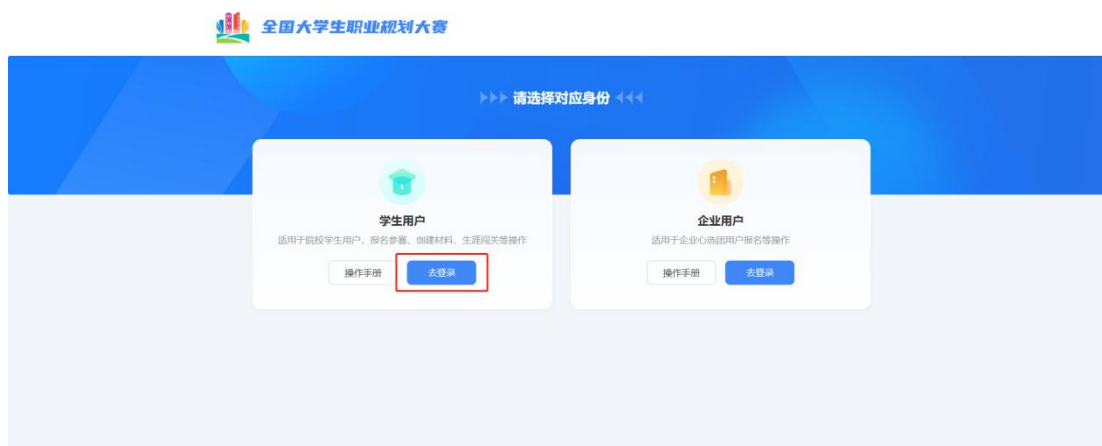 全国大学生职业规划大赛
请选择对应身份
学生用户
适用于院校学生用户，报名参赛、创建材料、生涯闯关等操作
操作手册
去登录
企业用户
适用于企业心选团用户报名等操作
操作手册
去登录